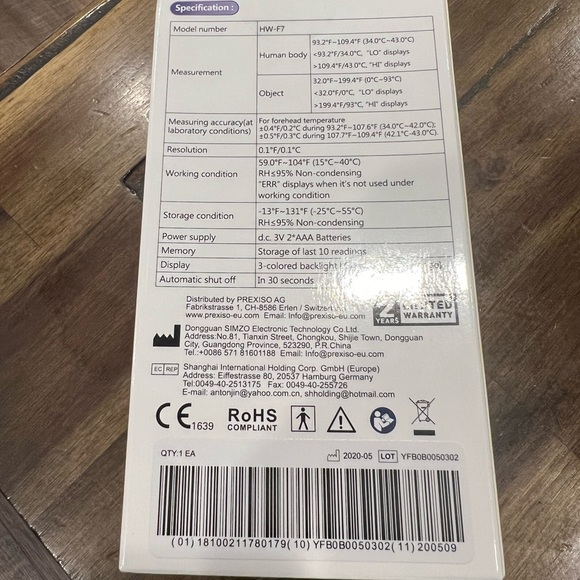 Specification :
Model number HW-F7
Measurement Human body 93.2°F~109.4°F (34.0°C~43.0°C)
<93.2°F/34.0°C, "LO" displays
>109.4°F/43.0°C, "HI" displays
Object 32.0°F~199.4°F (0°C~93°C)
<32.0°F/0°C, "LO" displays
>199.4°F/93°C, "HI" displays
Measuring accuracy(at laboratory conditions) For forehead temperature
±0.4°F/0.2°C during 93.2°F~107.6°F (34.0°C~42.0°C);
±0.5°F/0.3°C during 107.7°F~109.4°F (42.1°C-43.0°C).
Resolution 0.1°F/0.1°C
Working condition 59.0°F~104°F (15°C~40°C)
RH≤95% Non-condensing
"ERR" displays when it's not used under
working condition
Storage condition -13°F~131°F (-25°C~55°C)
RH≤95% Non-condensing
Power supply d.c. 3V 2*AAA Batteries
Memory Storage of last 10 readings
Display 3-colored backlight
Automatic shut off In 30 seconds
Distributed by PREXISO AG
Fabrikstrasse 1, CH-8586 Erlen /
www.prexiso-eu.com Email: Info@prexiso-eu.com
2 YEARS LIMITED WARRANTY
Dongguan SIMZO Electronic Technology Co.Ltd.
Address:No.81, Tiantan Street, Chongkou, Shijie Town, Dongguan
City, Guangdong Province, 523290, P.R.China
Tel.:+0086 571 81601188 Email: Info@prexiso-eu.com
EC REP Shanghai International Holding Corp. GmbH (Europe)
Address: Eiffestrasse 80, 20537 Hamburg Germany
Tel:0049-40-2513175 Fax: 0049-40-255726
E-mail: antonjin@yahoo.com.cn, shholding@hotmail.com
CE 1639 RoHS COMPLIANT
QTY:1 EA 2020-05 LOT YFB0B0050302
(01)18100211780179(10)YFB0B0050302(11)200509